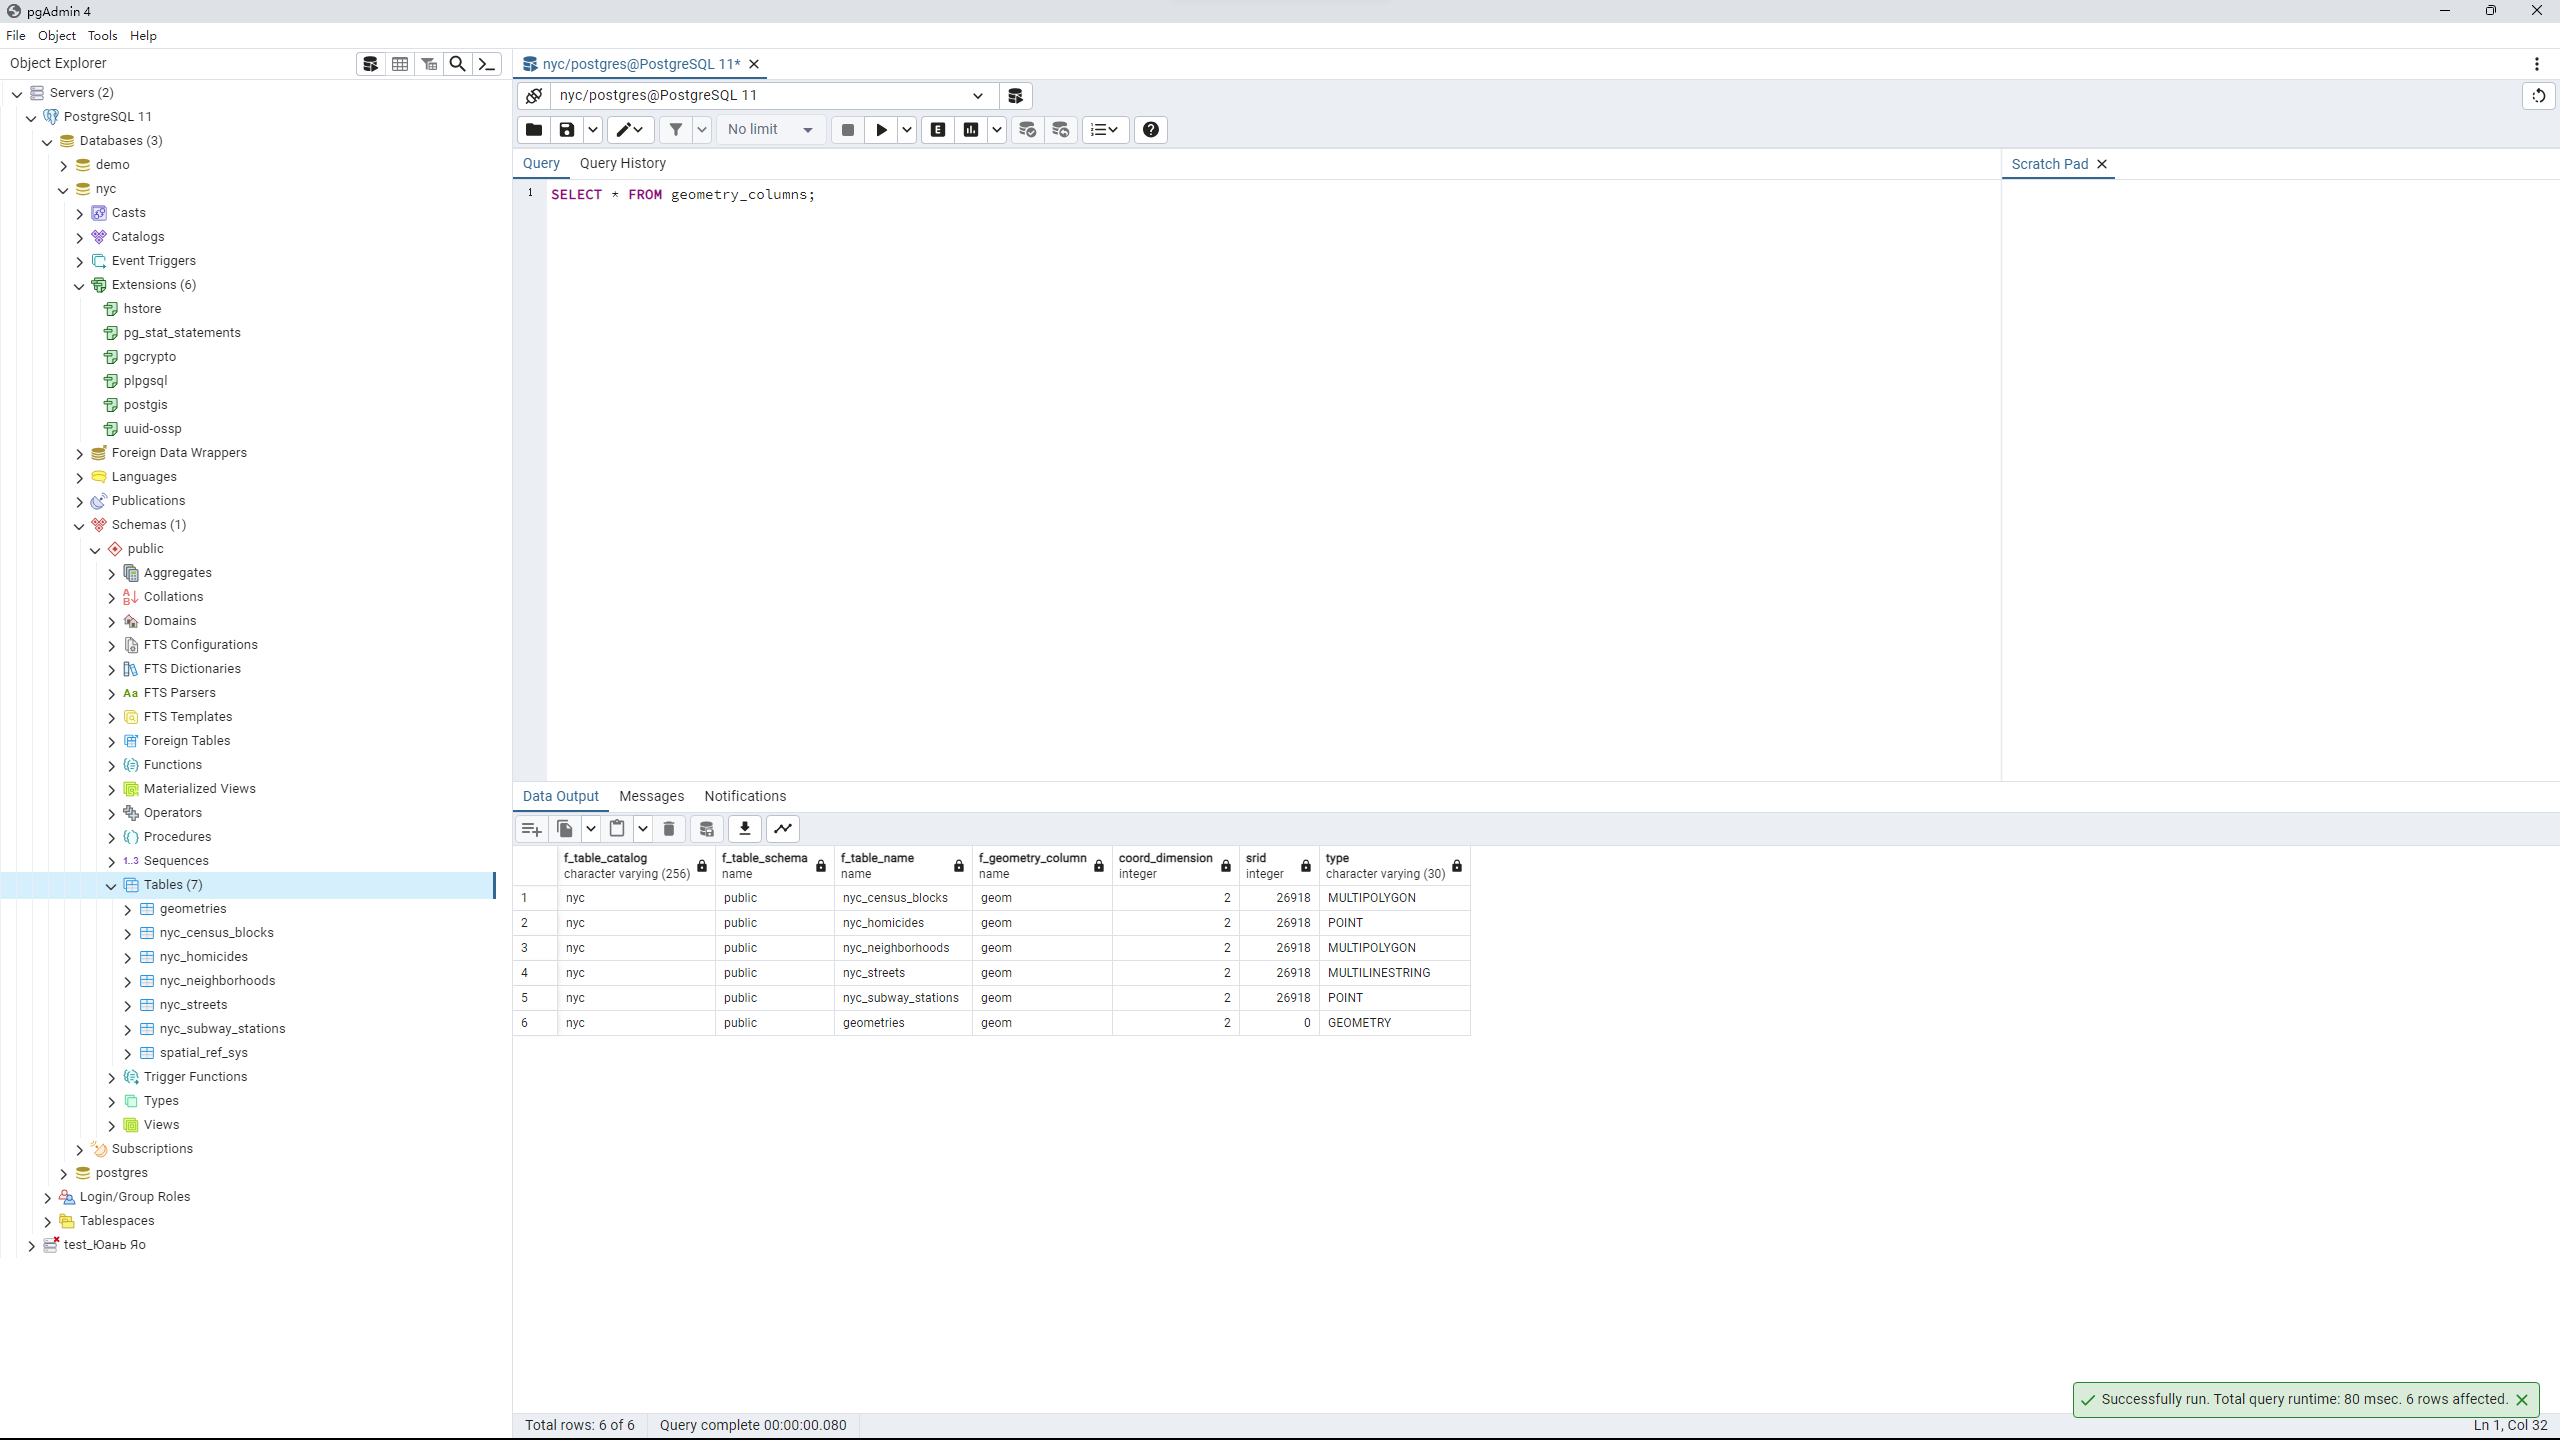 pgAdmin 4
File Object Tools Help
Object Explorer
Servers (2)
PostgreSQL 11
Databases (3)
demo
nyc
Casts
Catalogs
Event Triggers
Extensions (6)
hstore
pg_stat_statements
pgcrypto
plpgsql
postgis
uuid-ossp
Foreign Data Wrappers
Languages
Publications
Schemas (1)
public
Aggregates
Collations
Domains
FTS Configurations
FTS Dictionaries
Aa FTS Parsers
FTS Templates
Foreign Tables
Functions
Materialized Views
Operators
Procedures
1..3 Sequences
Tables (7)
geometries
nyc_census_blocks
nyc_homicides
nyc_neighborhoods
nyc_streets
nyc_subway_stations
spatial_ref_sys
Trigger Functions
Types
Views
Subscriptions
postgres
Login/Group Roles
Tablespaces
test_Юань Яо
nyc/postgres@PostgreSQL 11*
nyc/postgres@PostgreSQL 11
No limit
E
Query Query History
Scratch Pad
1 SELECT * FROM geometry_columns;
Data Output Messages Notifications
f_table_catalog f_table_schema f_table_name f_geometry_column coord_dimension srid type
character varying (256) name name name integer integer character varying (30)
1 nyc public nyc_census_blocks geom 2 26918 MULTIPOLYGON
2 nyc public nyc_homicides geom 2 26918 POINT
3 nyc public nyc_neighborhoods geom 2 26918 MULTIPOLYGON
4 nyc public nyc_streets geom 2 26918 MULTILINESTRING
5 nyc public nyc_subway_stations geom 2 26918 POINT
6 nyc public geometries geom 2 0 GEOMETRY
Successfully run. Total query runtime: 80 msec. 6 rows affected.
Total rows: 6 of 6 Query complete 00:00:00.080
Ln 1, Col 32